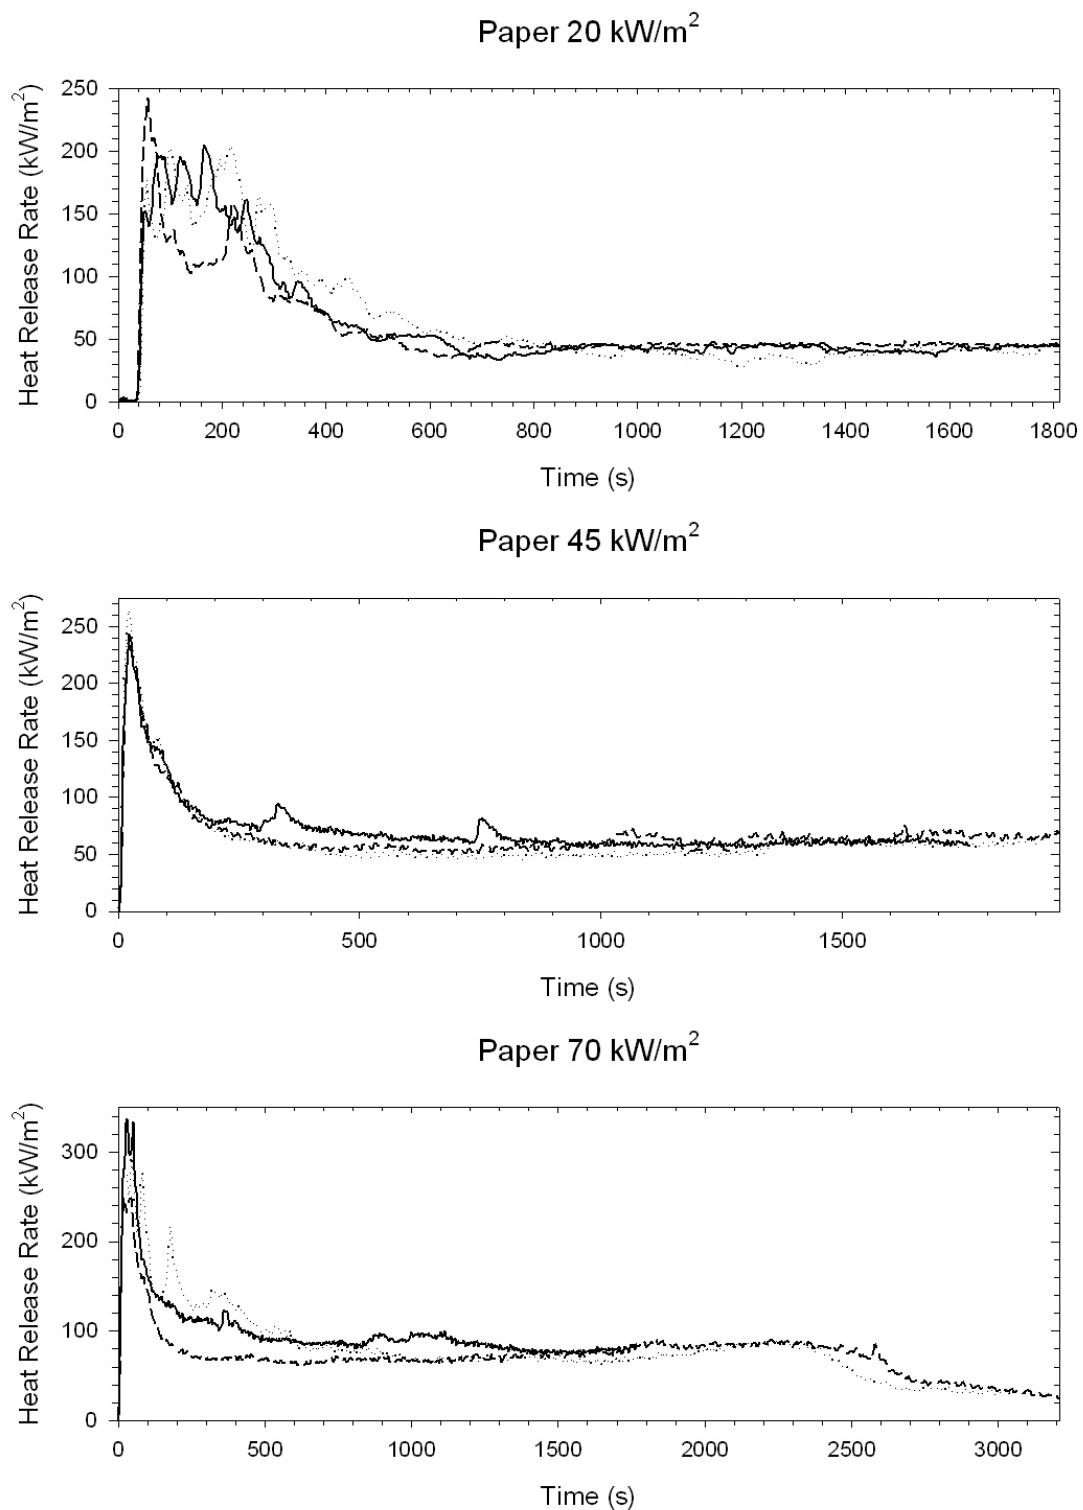 Paper 20 kW/m²
Heat Release Rate (kW/m²)
250
200
150
100
50
0
0 200 400 600 800 1000 1200 1400 1600 1800
Time (s)
Paper 45 kW/m²
Heat Release Rate (kW/m²)
250
200
150
100
50
0
0 500 1000 1500
Time (s)
Paper 70 kW/m²
Heat Release Rate (kW/m²)
300
200
100
0
0 500 1000 1500 2000 2500 3000
Time (s)